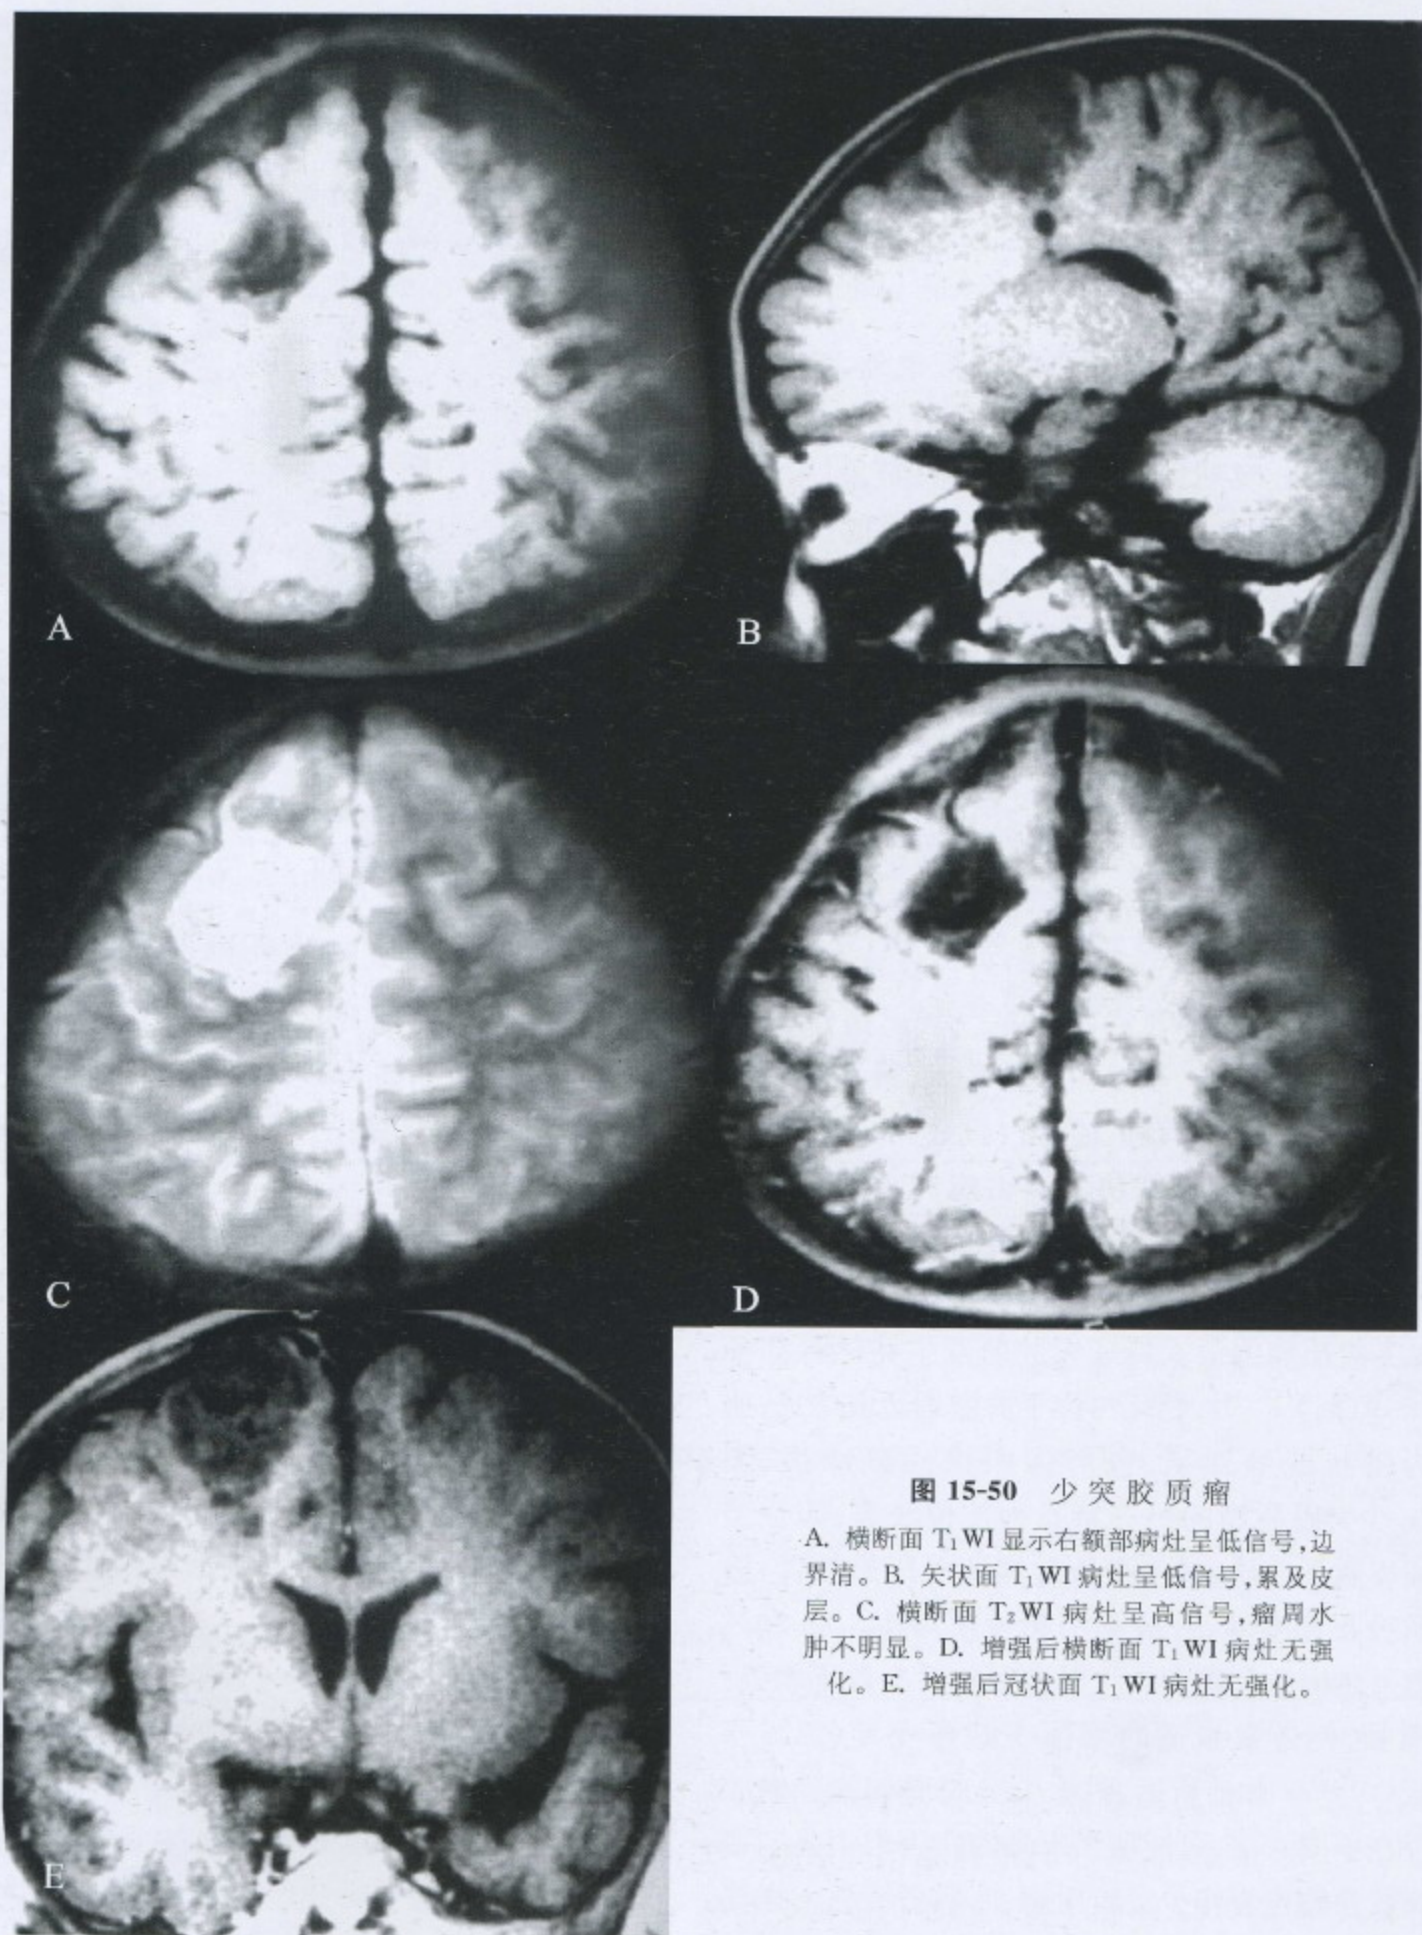 A
B
C
D
E
图 15-50 少突胶质瘤
A. 横断面 T₁WI 显示右额部病灶呈低信号,边
界清。B. 矢状面 T₁WI 病灶呈低信号,累及皮
层。C. 横断面 T₂WI 病灶呈高信号,瘤周水
肿不明显。D. 增强后横断面 T₁WI 病灶无强
化。E. 增强后冠状面 T₁WI 病灶无强化。